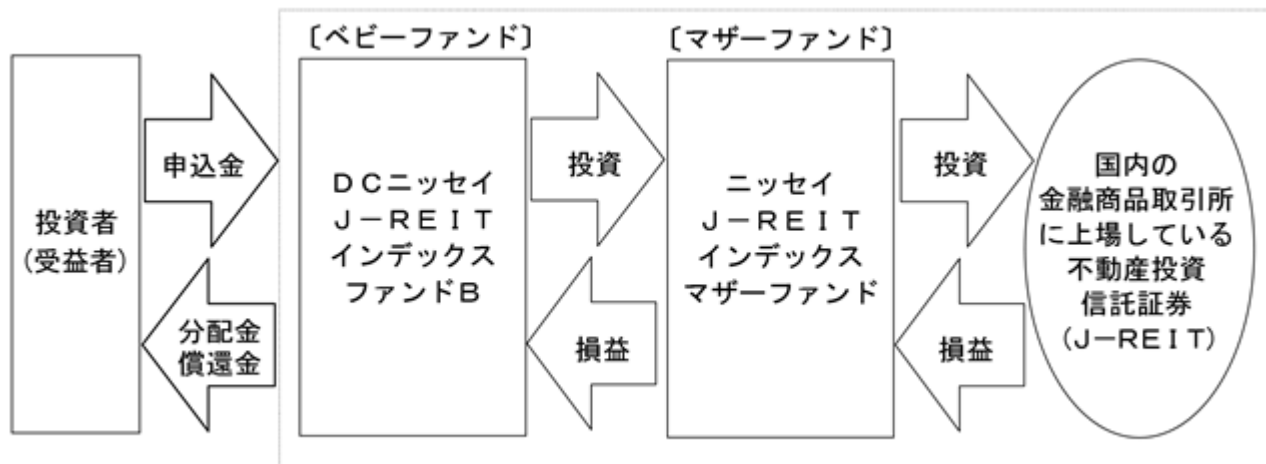 〔ベビーファンド〕
〔マザーファンド〕
投資者
(受益者)
申込金
分配金
償還金
DCニッセイ
J-REIT
インデックス
ファンドB
投資
損益
ニッセイ
J-REIT
インデックス
マザーファンド
投資
損益
国内の
金融商品取引所
に上場している
不動産投資
信託証券
(J-REIT)